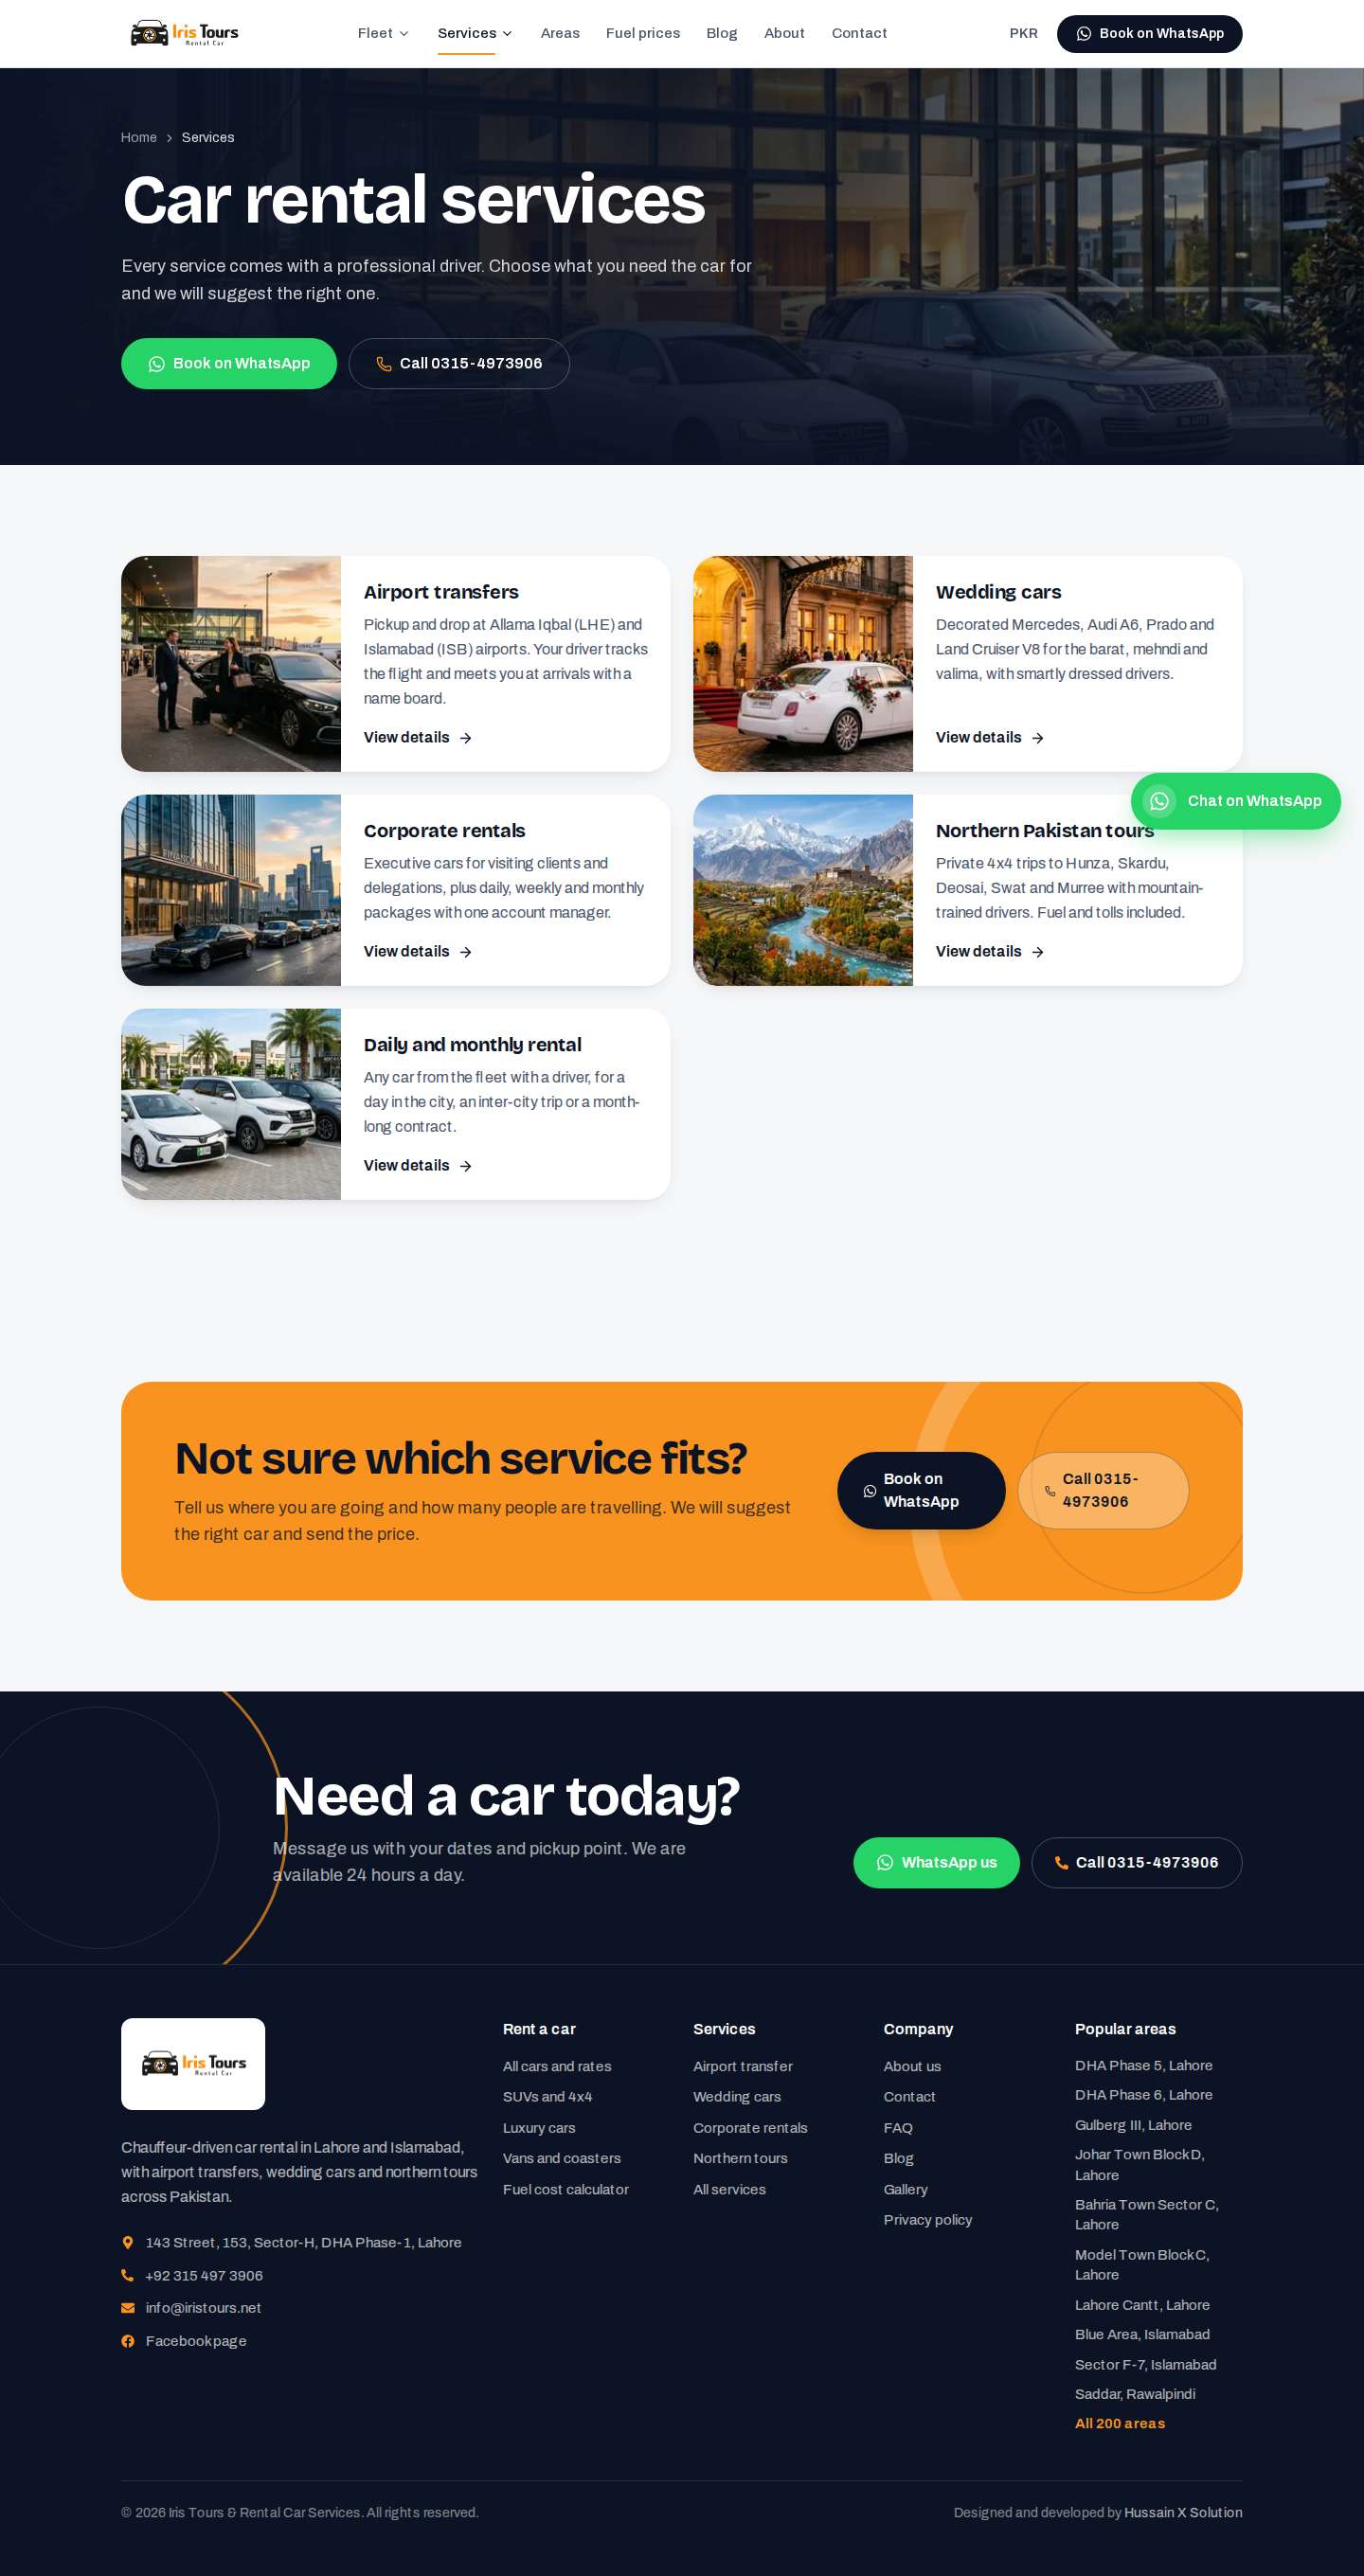 Iris Tours
Rental Car
Fleet
Services
Areas
Fuel prices
Blog
About
Contact
PKR
Book on WhatsApp
Home > Services
Car rental services
Every service comes with a professional driver. Choose what you need the car for
and we will suggest the right one.
Book on WhatsApp
Call 0315-4973906
Airport transfers
Pickup and drop at Allama Iqbal (LHE) and
Islamabad (ISB) airports. Your driver tracks
the flight and meets you at arrivals with a
name board.
View details
Wedding cars
Decorated Mercedes, Audi A6, Prado and
Land Cruiser V8 for the barat, mehndi and
valima, with smartly dressed drivers.
View details
Chat on WhatsApp
Corporate rentals
Executive cars for visiting clients and
delegations, plus daily, weekly and monthly
packages with one account manager.
View details
Northern Pakistan tours
Private 4x4 trips to Hunza, Skardu,
Deosai, Swat and Murree with mountain-
trained drivers. Fuel and tolls included.
View details
Daily and monthly rental
Any car from the fleet with a driver, for a
day in the city, an inter-city trip or a month-
long contract.
View details
Not sure which service fits?
Tell us where you are going and how many people are travelling. We will suggest
the right car and send the price.
Book on
WhatsApp
Call 0315-
4973906
Need a car today?
Message us with your dates and pickup point. We are
available 24 hours a day.
WhatsApp us
Call 0315-4973906
Iris Tours
Rental Car
Chauffeur-driven car rental in Lahore and Islamabad,
with airport transfers, wedding cars and northern tours
across Pakistan.
143 Street, 153, Sector-H, DHA Phase-1, Lahore
+92 315 497 3906
info@iristours.net
Facebook page
Rent a car
All cars and rates
SUVs and 4x4
Luxury cars
Vans and coasters
Fuel cost calculator
Services
Airport transfer
Wedding cars
Corporate rentals
Northern tours
All services
Company
About us
Contact
FAQ
Blog
Gallery
Privacy policy
Popular areas
DHA Phase 5, Lahore
DHA Phase 6, Lahore
Gulberg III, Lahore
Johar Town Block D,
Lahore
Bahria Town Sector C,
Lahore
Model Town Block C,
Lahore
Lahore Cantt, Lahore
Blue Area, Islamabad
Sector F-7, Islamabad
Saddar, Rawalpindi
All 200 areas
© 2026 Iris Tours & Rental Car Services. All rights reserved.
Designed and developed by Hussain X Solution